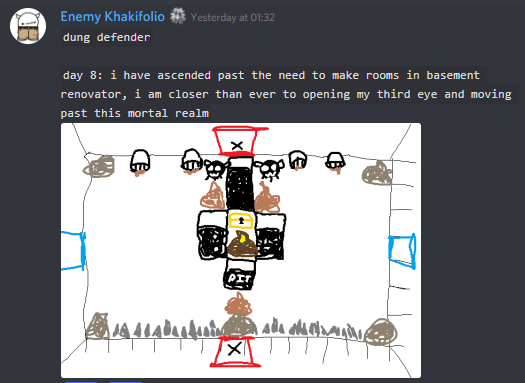 Enemy Khakifolio Yesterday at 01:32
dung defender
day 8: i have ascended past the need to make rooms in basement
renovator, i am closer than ever to opening my third eye and moving
past this mortal realm
X
PIT
X